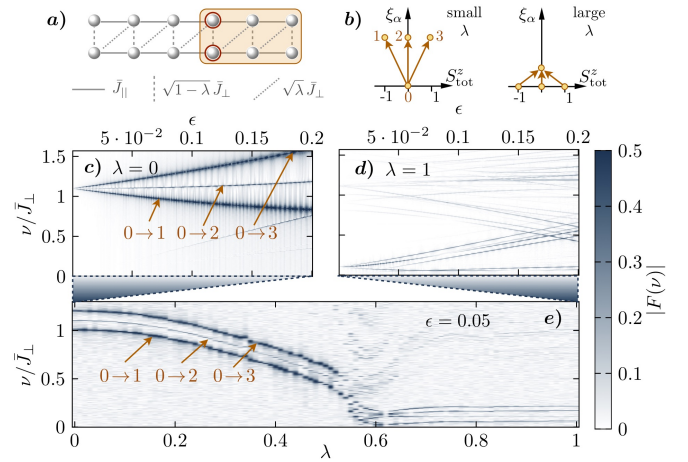 a)
J̄∥ √1−λ J̄⊥ √λ J̄⊥
b) ξα small λ
1 2 3
Sᶻtot
-1 0 1
ξα large λ
Sᶻtot
-1 1
ϵ
5 · 10⁻² 0.1 0.15 0.2
c) λ = 0
ν/J̄⊥
1.5
1
0.5
0
0→1 0→2 0→3
ϵ
5 · 10⁻² 0.1 0.15 0.2
d) λ = 1
e) ϵ = 0.05
ν/J̄⊥
1
0.5
0
0→1 0→2 0→3
0 0.2 0.4 0.6 0.8 1
λ
0.5
0.4
0.3
0.2
0.1
0
|F(ν)|